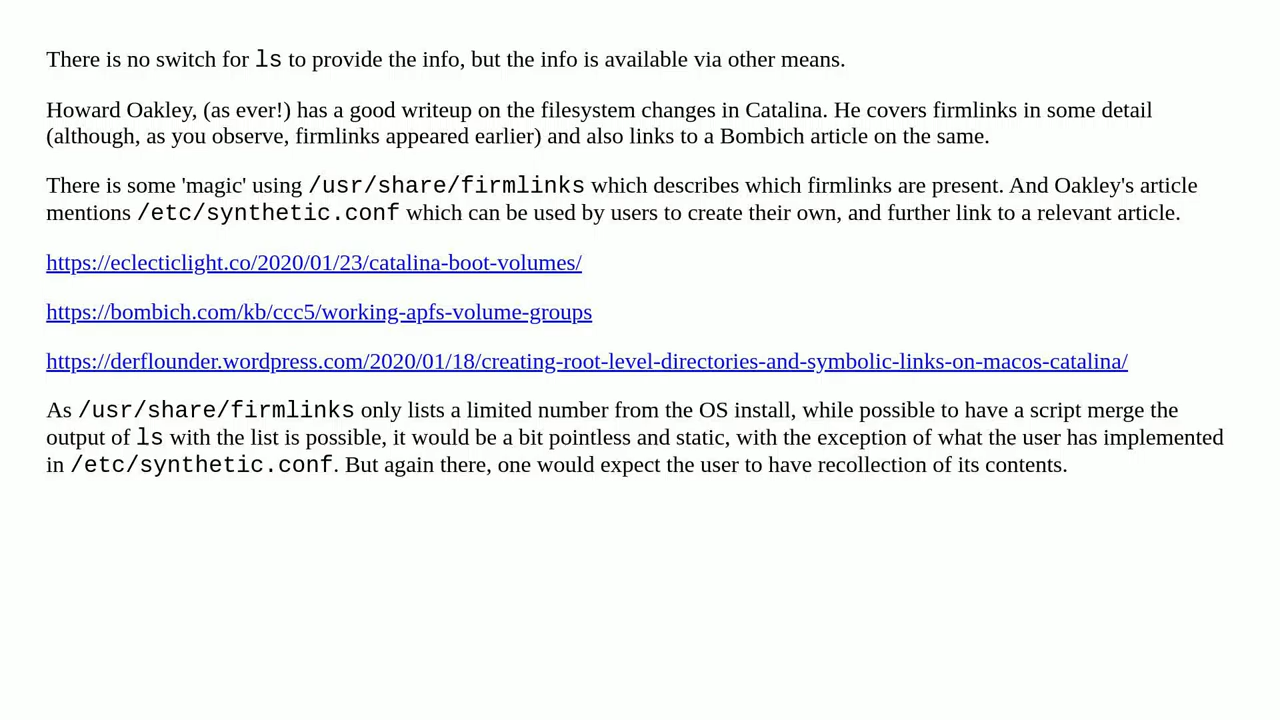 There is no switch for ls to provide the info, but the info is available via other means.
Howard Oakley, (as ever!) has a good writeup on the filesystem changes in Catalina. He covers firmlinks in some detail
(although, as you observe, firmlinks appeared earlier) and also links to a Bombich article on the same.
There is some 'magic' using /usr/share/firmlinks which describes which firmlinks are present. And Oakley's article
mentions /etc/synthetic.conf which can be used by users to create their own, and further link to a relevant article.
https://eclecticlight.co/2020/01/23/catalina-boot-volumes/
https://bombich.com/kb/ccc5/working-apfs-volume-groups
https://derflounder.wordpress.com/2020/01/18/creating-root-level-directories-and-symbolic-links-on-macos-catalina/
As /usr/share/firmlinks only lists a limited number from the OS install, while possible to have a script merge the
output of ls with the list is possible, it would be a bit pointless and static, with the exception of what the user has implemented
in /etc/synthetic.conf. But again there, one would expect the user to have recollection of its contents.